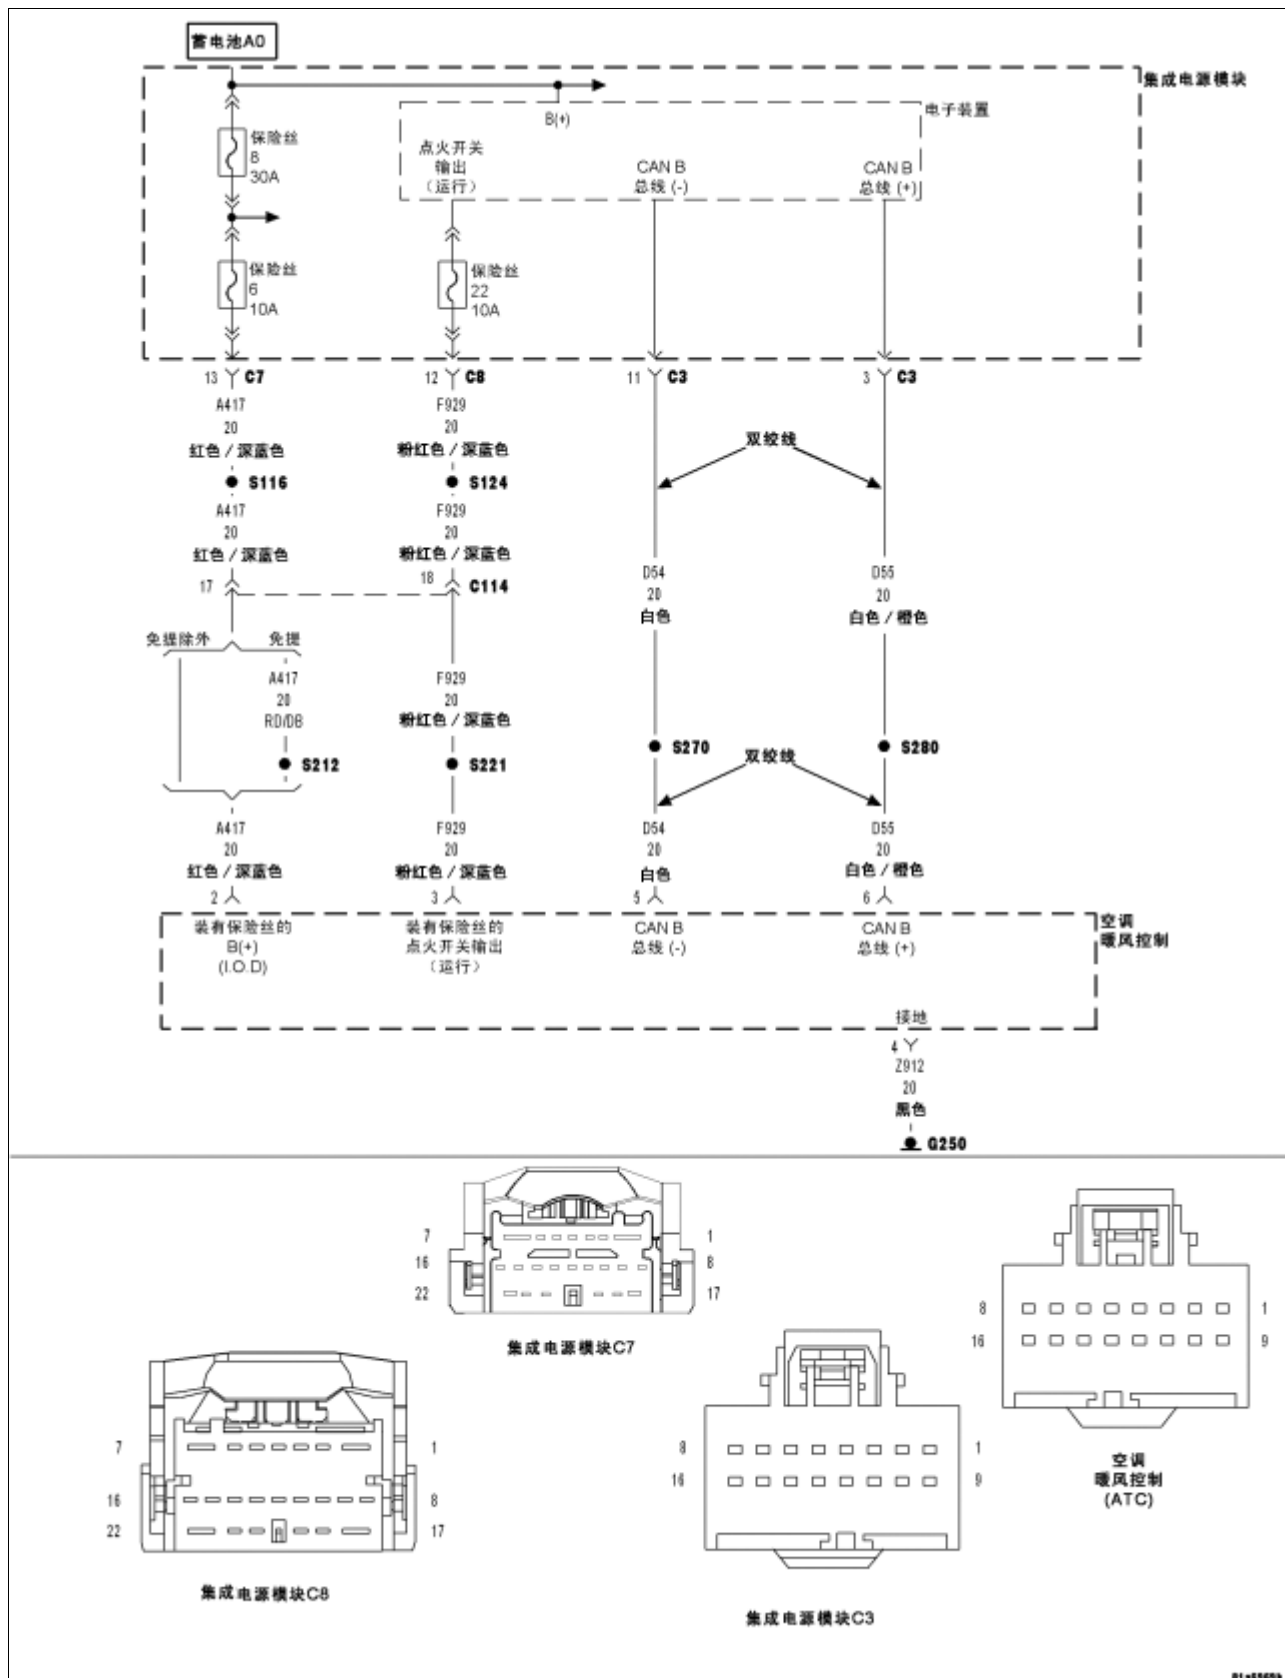 蓄电池A0
集成电源模块
电子装置
B(+)
保险丝
8
30A
点火开关
输出
（运行）
CAN B
总线 (-)
CAN B
总线 (+)
保险丝
6
10A
保险丝
22
10A
13 C7
12 C8
11 C3
3 C3
A417
20
红色 / 深蓝色
F929
20
粉红色 / 深蓝色
双绞线
S116
S124
A417
20
红色 / 深蓝色
F929
20
粉红色 / 深蓝色
17
18 C114
D54
20
白色
D55
20
白色 / 橙色
免提除外
免提
A417
20
RD/DB
F929
20
粉红色 / 深蓝色
S212
S221
S270
双绞线
S280
A417
20
红色 / 深蓝色
F929
20
粉红色 / 深蓝色
D54
20
白色
D55
20
白色 / 橙色
2
3
5
6
装有保险丝的
B(+)
(I.O.D)
装有保险丝的
点火开关输出
（运行）
CAN B
总线 (-)
CAN B
总线 (+)
空调
暖风控制
接地
4
Z912
20
黑色
G250
7 1
16 8
22 17
集成电源模块C7
8 1
16 9
空调
暖风控制
(ATC)
7 1
16 8
22 17
集成电源模块C8
8 1
16 9
集成电源模块C3